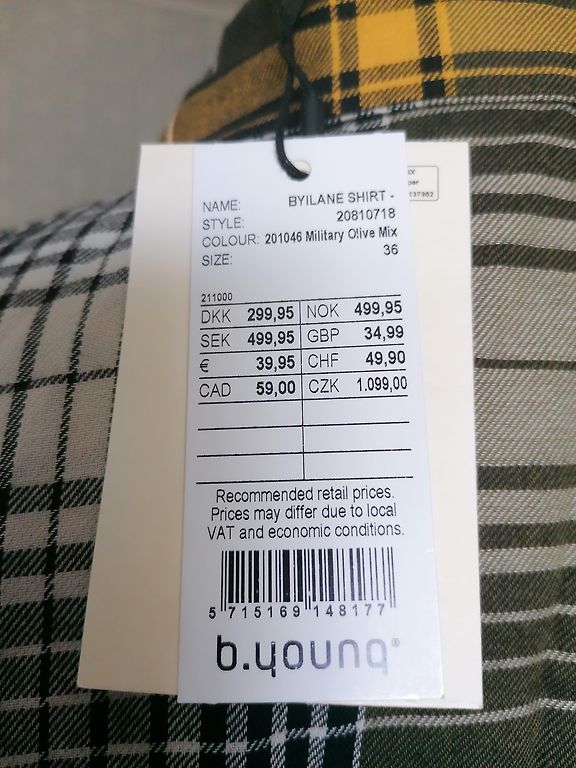 NAME: BYILANE SHIRT -
STYLE: 20810718
COLOUR: 201046 Military Olive Mix
SIZE: 36
211000
DKK 299,95 NOK 499,95
SEK 499,95 GBP 34,99
€ 39,95 CHF 49,90
CAD 59,00 CZK 1.099,00
Recommended retail prices.
Prices may differ due to local
VAT and economic conditions.
5 715169 148177
b.young®
137962